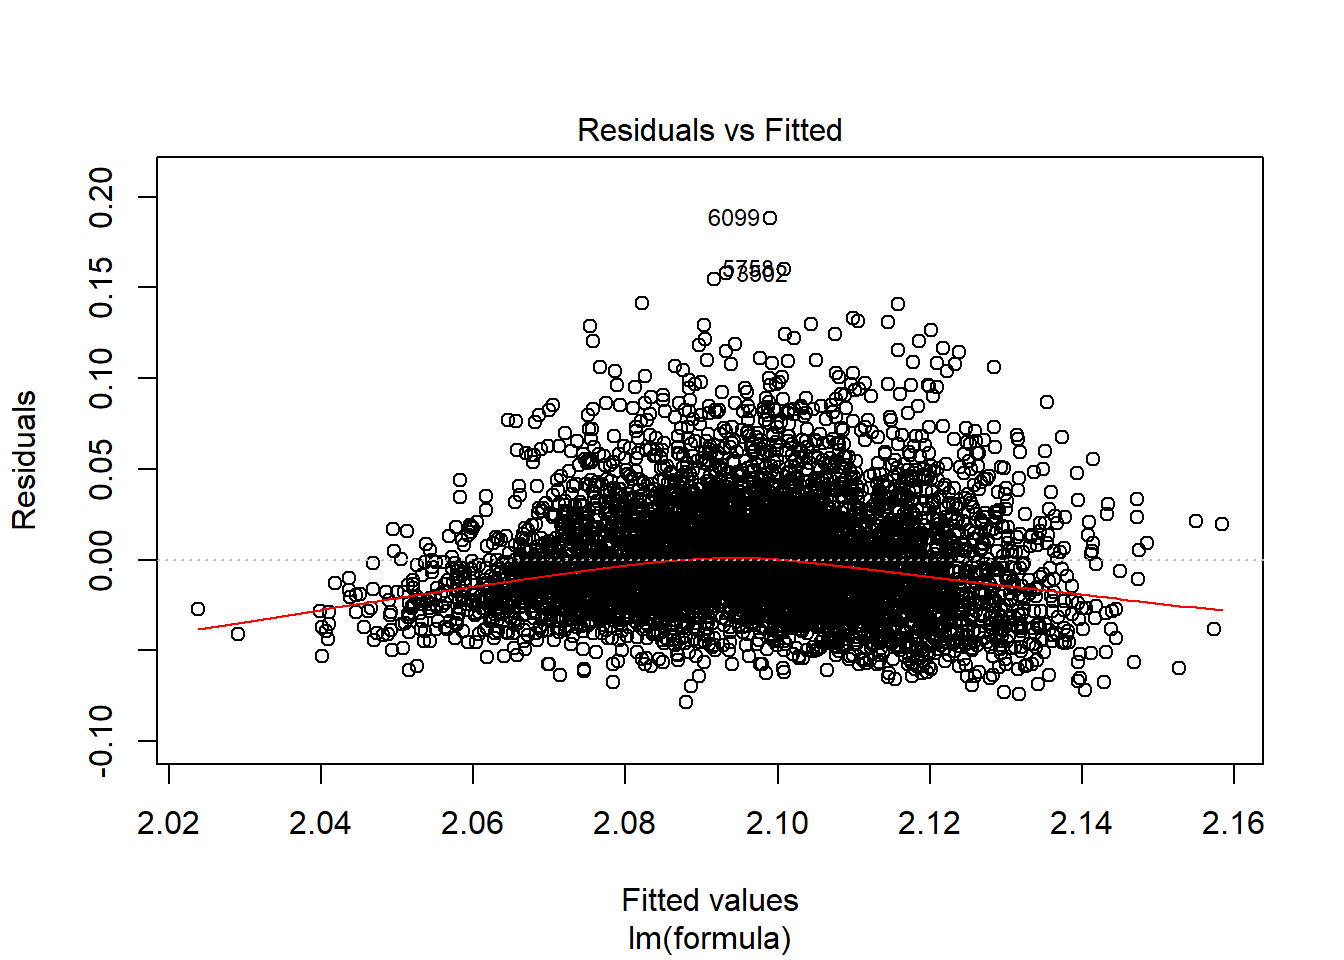 Residuals vs Fitted
0.20
0.15
0.10
0.05
0.00
-0.10
Residuals
6099
2.02 2.04 2.06 2.08 2.10 2.12 2.14 2.16
Fitted values
lm(formula)